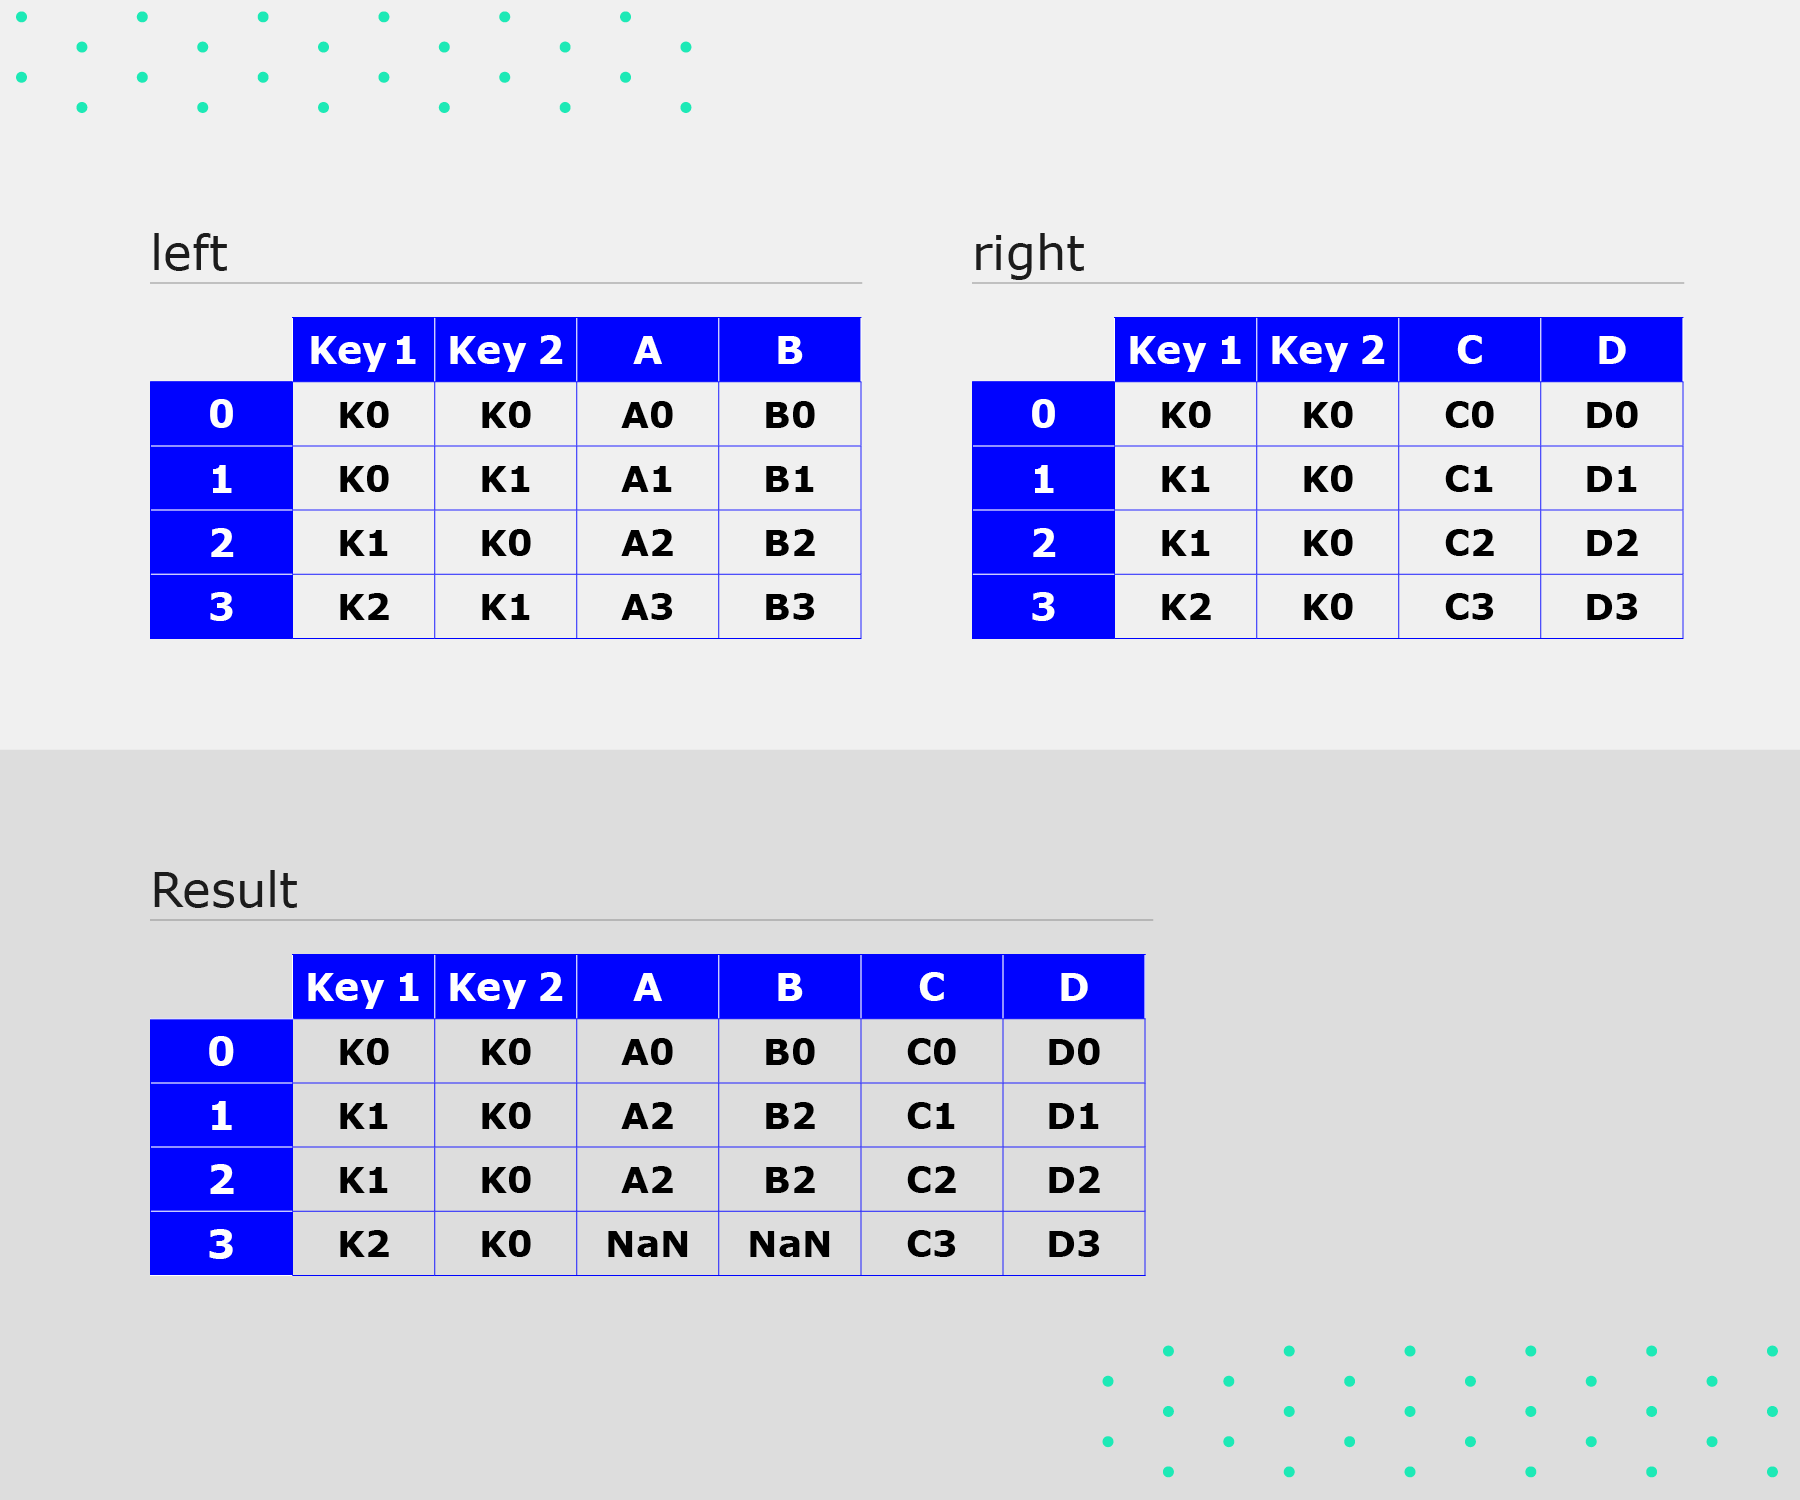 left
Key 1 Key 2 A B
0 K0 K0 A0 B0
1 K0 K1 A1 B1
2 K1 K0 A2 B2
3 K2 K1 A3 B3
right
Key 1 Key 2 C D
0 K0 K0 C0 D0
1 K1 K0 C1 D1
2 K1 K0 C2 D2
3 K2 K0 C3 D3
Result
Key 1 Key 2 A B C D
0 K0 K0 A0 B0 C0 D0
1 K1 K0 A2 B2 C1 D1
2 K1 K0 A2 B2 C2 D2
3 K2 K0 NaN NaN C3 D3